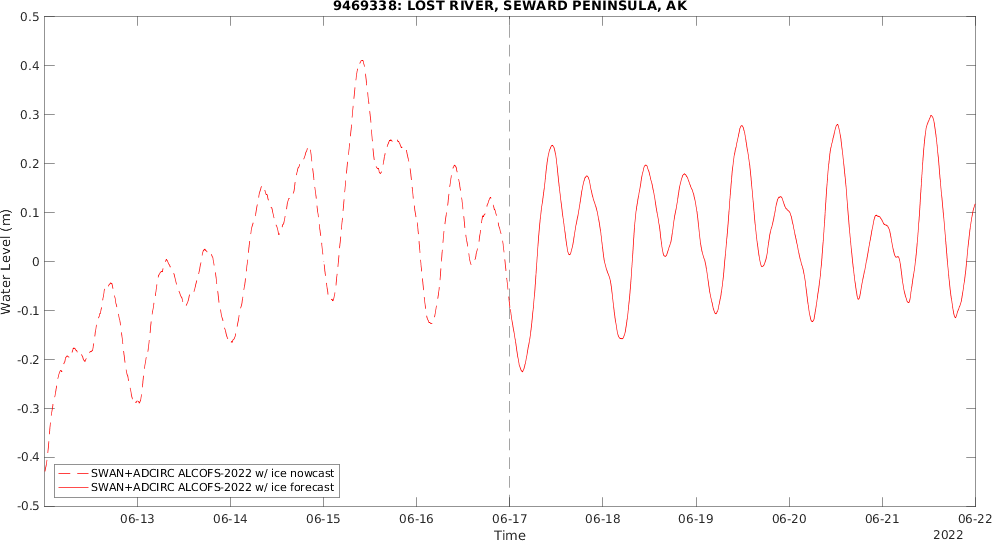 9469338: LOST RIVER, SEWARD PENINSULA, AK
0.5
0.4
0.3
0.2
0.1
0
-0.1
-0.2
-0.3
-0.4
-0.5
Water Level (m)
SWAN+ADCIRC ALCOFS-2022 w/ ice nowcast
SWAN+ADCIRC ALCOFS-2022 w/ ice forecast
06-13 06-14 06-15 06-16 06-17 06-18 06-19 06-20 06-21 06-22
Time
2022